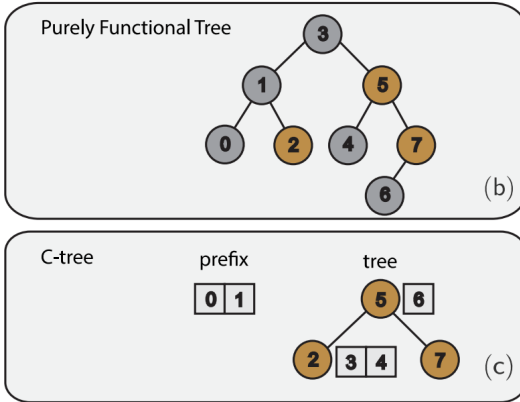 Purely Functional Tree
3
1 5
0 2 4 7
6
(b)
C-tree prefix tree
0 1 5 6
2 3 4 7
(c)